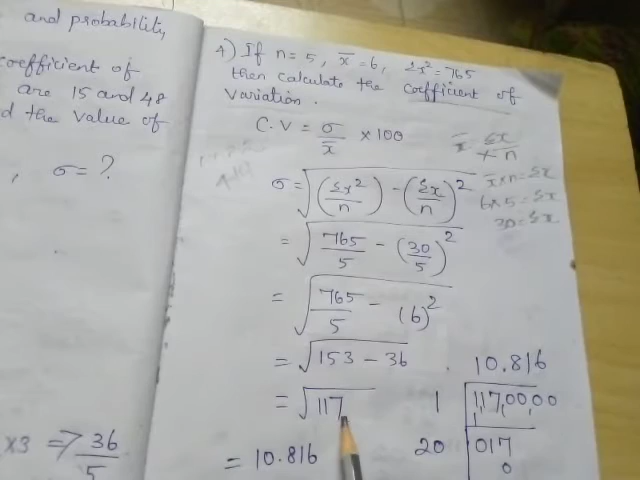 and probability,
coefficient of
are 15 and 48
d the value of
, σ = ?
x3 => 36/5
4) If n = 5, x̅ = 6, Σx² = 765
then calculate the coefficient of
variation.
C.V = σ/x̅ × 100
x̅ = Σx/n
σ = √((Σx²/n) - (Σx/n)²)
x̅×n = Σx
6×5 = Σx
30 = Σx
= √(765/5 - (30/5)²)
= √(765/5 - (6)²)
= √153 - 36
= √117
= 10.816
10.816
1 117,00,00
1
20 017
0